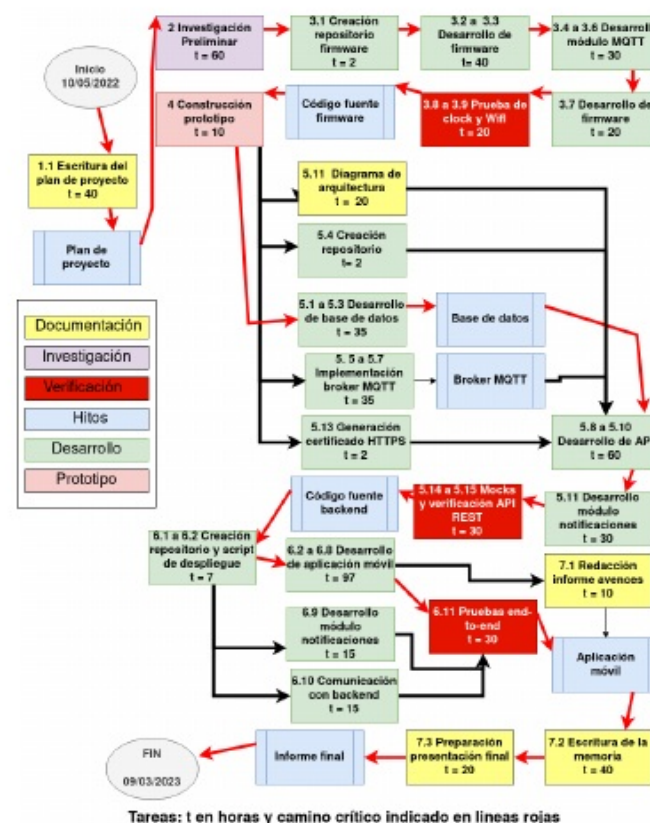 Inicio
10/05/2022
1.1 Escritura del
plan de proyecto
t = 40
Plan de
proyecto
2 Investigación
Preliminar
t = 60
3.1 Creación
repositorio
firmware
t = 2
3.2 a 3.3
Desarrollo de
firmware
t = 40
3.4 a 3.6 Desarroll
módulo MQTT
t = 30
3.7 Desarrollo de
firmware
t = 20
3.8 a 3.9 Prueba de
clock y Wifi
t = 20
Código fuente
firmware
4 Construcción
prototipo
t = 10
5.11 Diagrama de
arquitectura
t = 20
5.4 Creación
repositorio
t= 2
5.1 a 5.3 Desarrollo
de base de datos
t = 35
Base de datos
5. 5 a 5.7
Implementación
broker MQTT
t = 35
Broker MQTT
5.13 Generación
certificado HTTPS
t = 2
5.8 a 5.10
Desarrollo de AP
t = 60
Documentación
Investigación
Verificación
Hitos
Desarrollo
Prototipo
5.11 Desarrollo
módulo
notificaciones
t = 30
5.14 a 5.15 Mocks
y verificación API
REST
t = 30
Código fuente
backend
6.1 a 6.2 Creación
repositorio y script
de despliegue
t = 7
6.2 a 6.8 Desarrollo
de aplicación móvil
t = 97
7.1 Redacción
informe avences
t = 10
6.9 Desarrollo
módulo
notificaciones
t = 15
6.10 Comunicación
con backend
t = 15
6.11 Pruebas end-
to-end
t = 30
Aplicación
móvil
7.2 Escritura de la
memoria
t = 40
7.3 Preparación
presentación final
t = 20
Informe final
FIN
09/03/2023
Tareas: t en horas y camino crítico indicado en lineas rojas